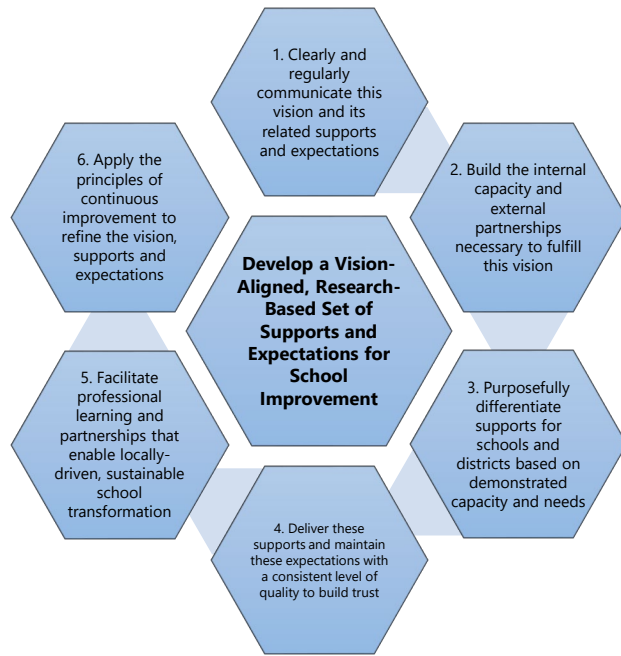 1. Clearly and
regularly
communicate this
vision and its
related supports
and expectations
2. Build the internal
capacity and
external
partnerships
necessary to fulfill
this vision
3. Purposefully
differentiate
supports for
schools and
districts based on
demonstrated
capacity and needs
4. Deliver these
supports and maintain
these expectations with
a consistent level of
quality to build trust
5. Facilitate
professional
learning and
partnerships that
enable locally-
driven, sustainable
school
transformation
6. Apply the
principles of
continuous
improvement to
refine the vision,
supports and
expectations
Develop a Vision-
Aligned, Research-
Based Set of
Supports and
Expectations for
School
Improvement